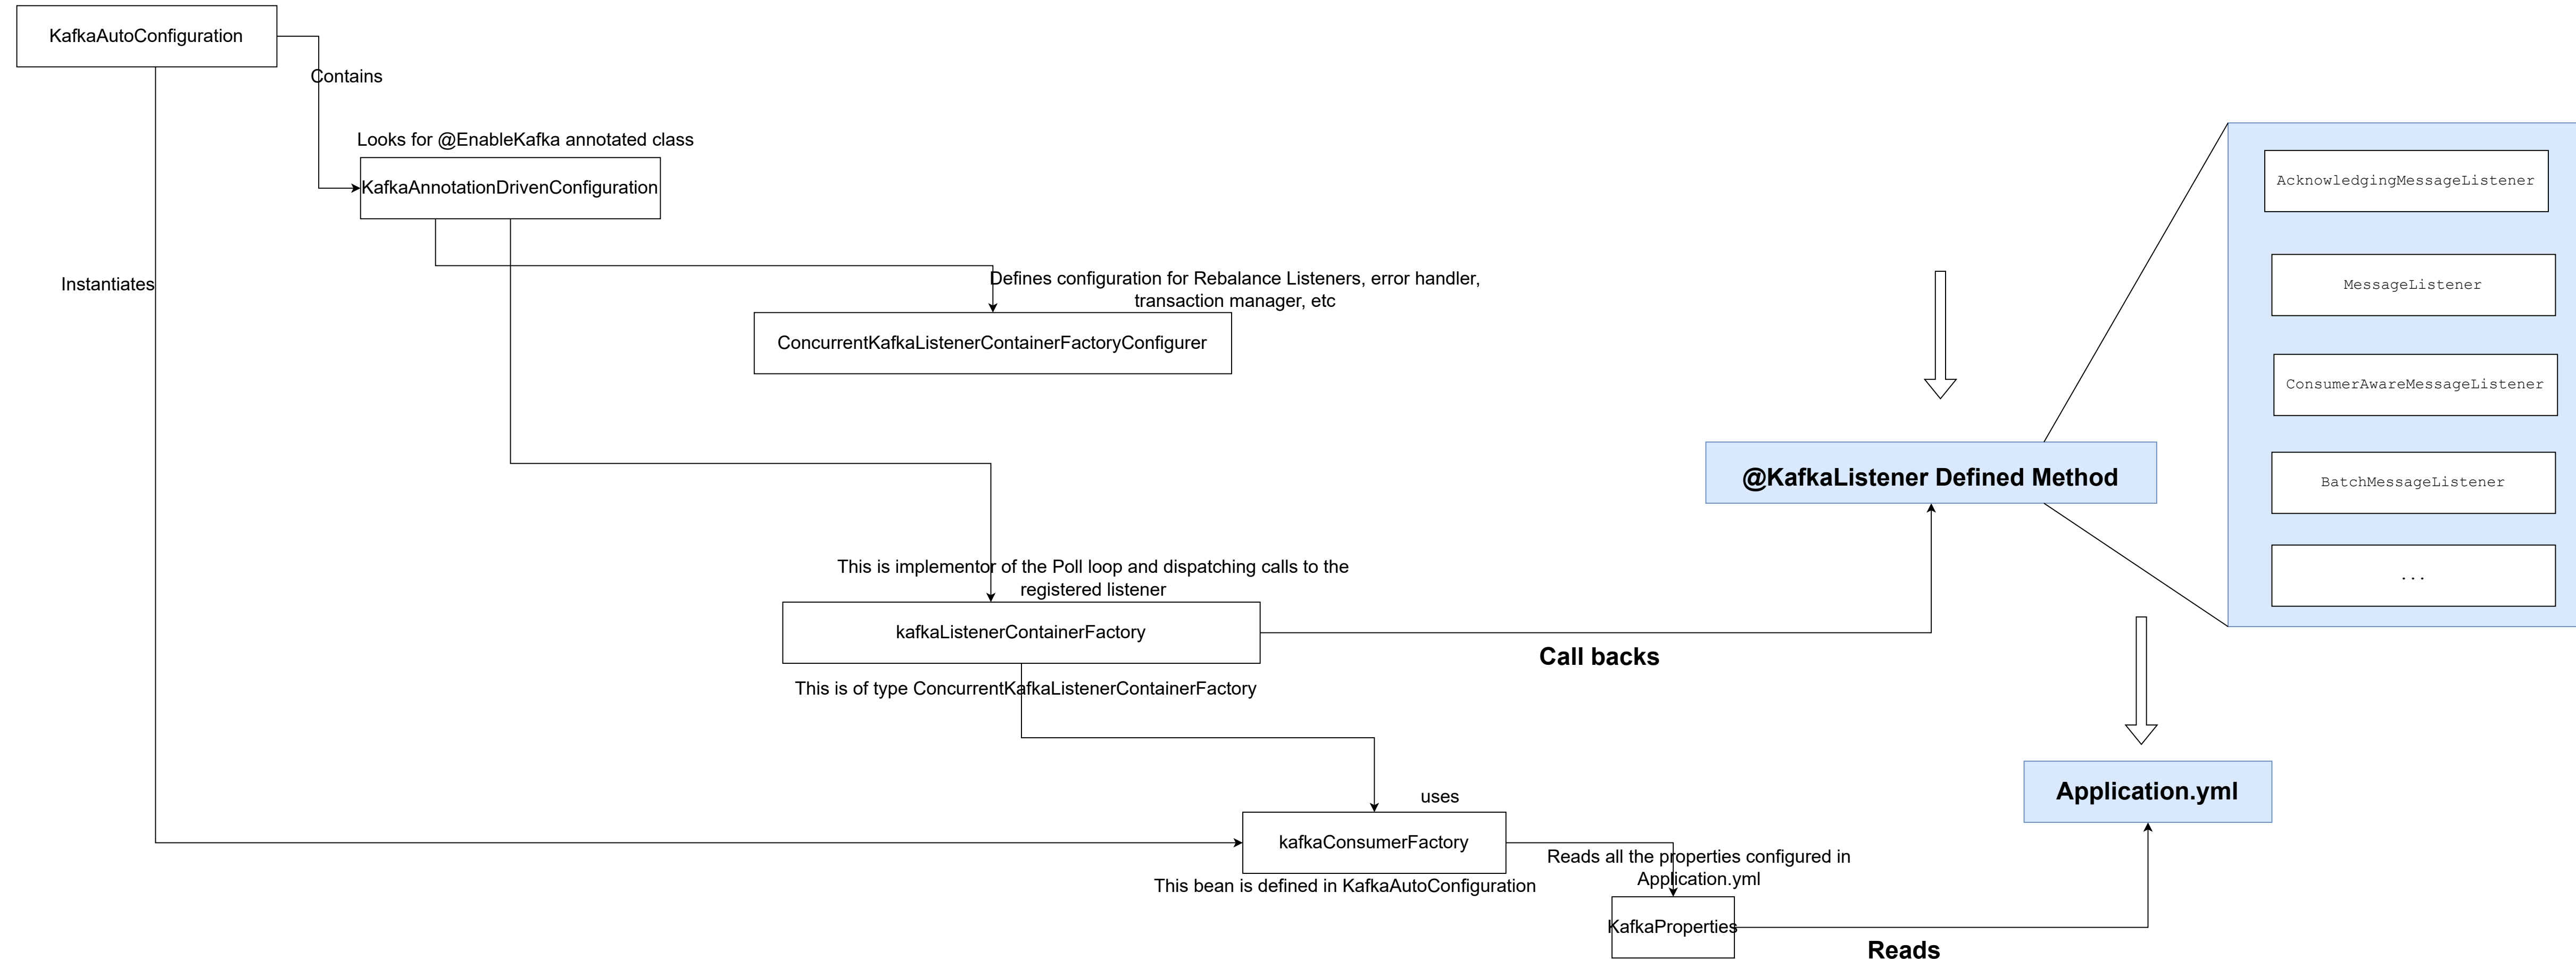 KafkaAutoConfiguration
Contains
Looks for @EnableKafka annotated class
KafkaAnnotationDrivenConfiguration
Instantiates
Defines configuration for Rebalance Listeners, error handler,
transaction manager, etc
ConcurrentKafkaListenerContainerFactoryConfigurer
AcknowledgingMessageListener
MessageListener
ConsumerAwareMessageListener
BatchMessageListener
...
@KafkaListener Defined Method
This is implementor of the Poll loop and dispatching calls to the
registered listener
kafkaListenerContainerFactory
Call backs
This is of type ConcurrentKafkaListenerContainerFactory
Application.yml
uses
kafkaConsumerFactory
This bean is defined in KafkaAutoConfiguration
Reads all the properties configured in
Application.yml
KafkaProperties
Reads